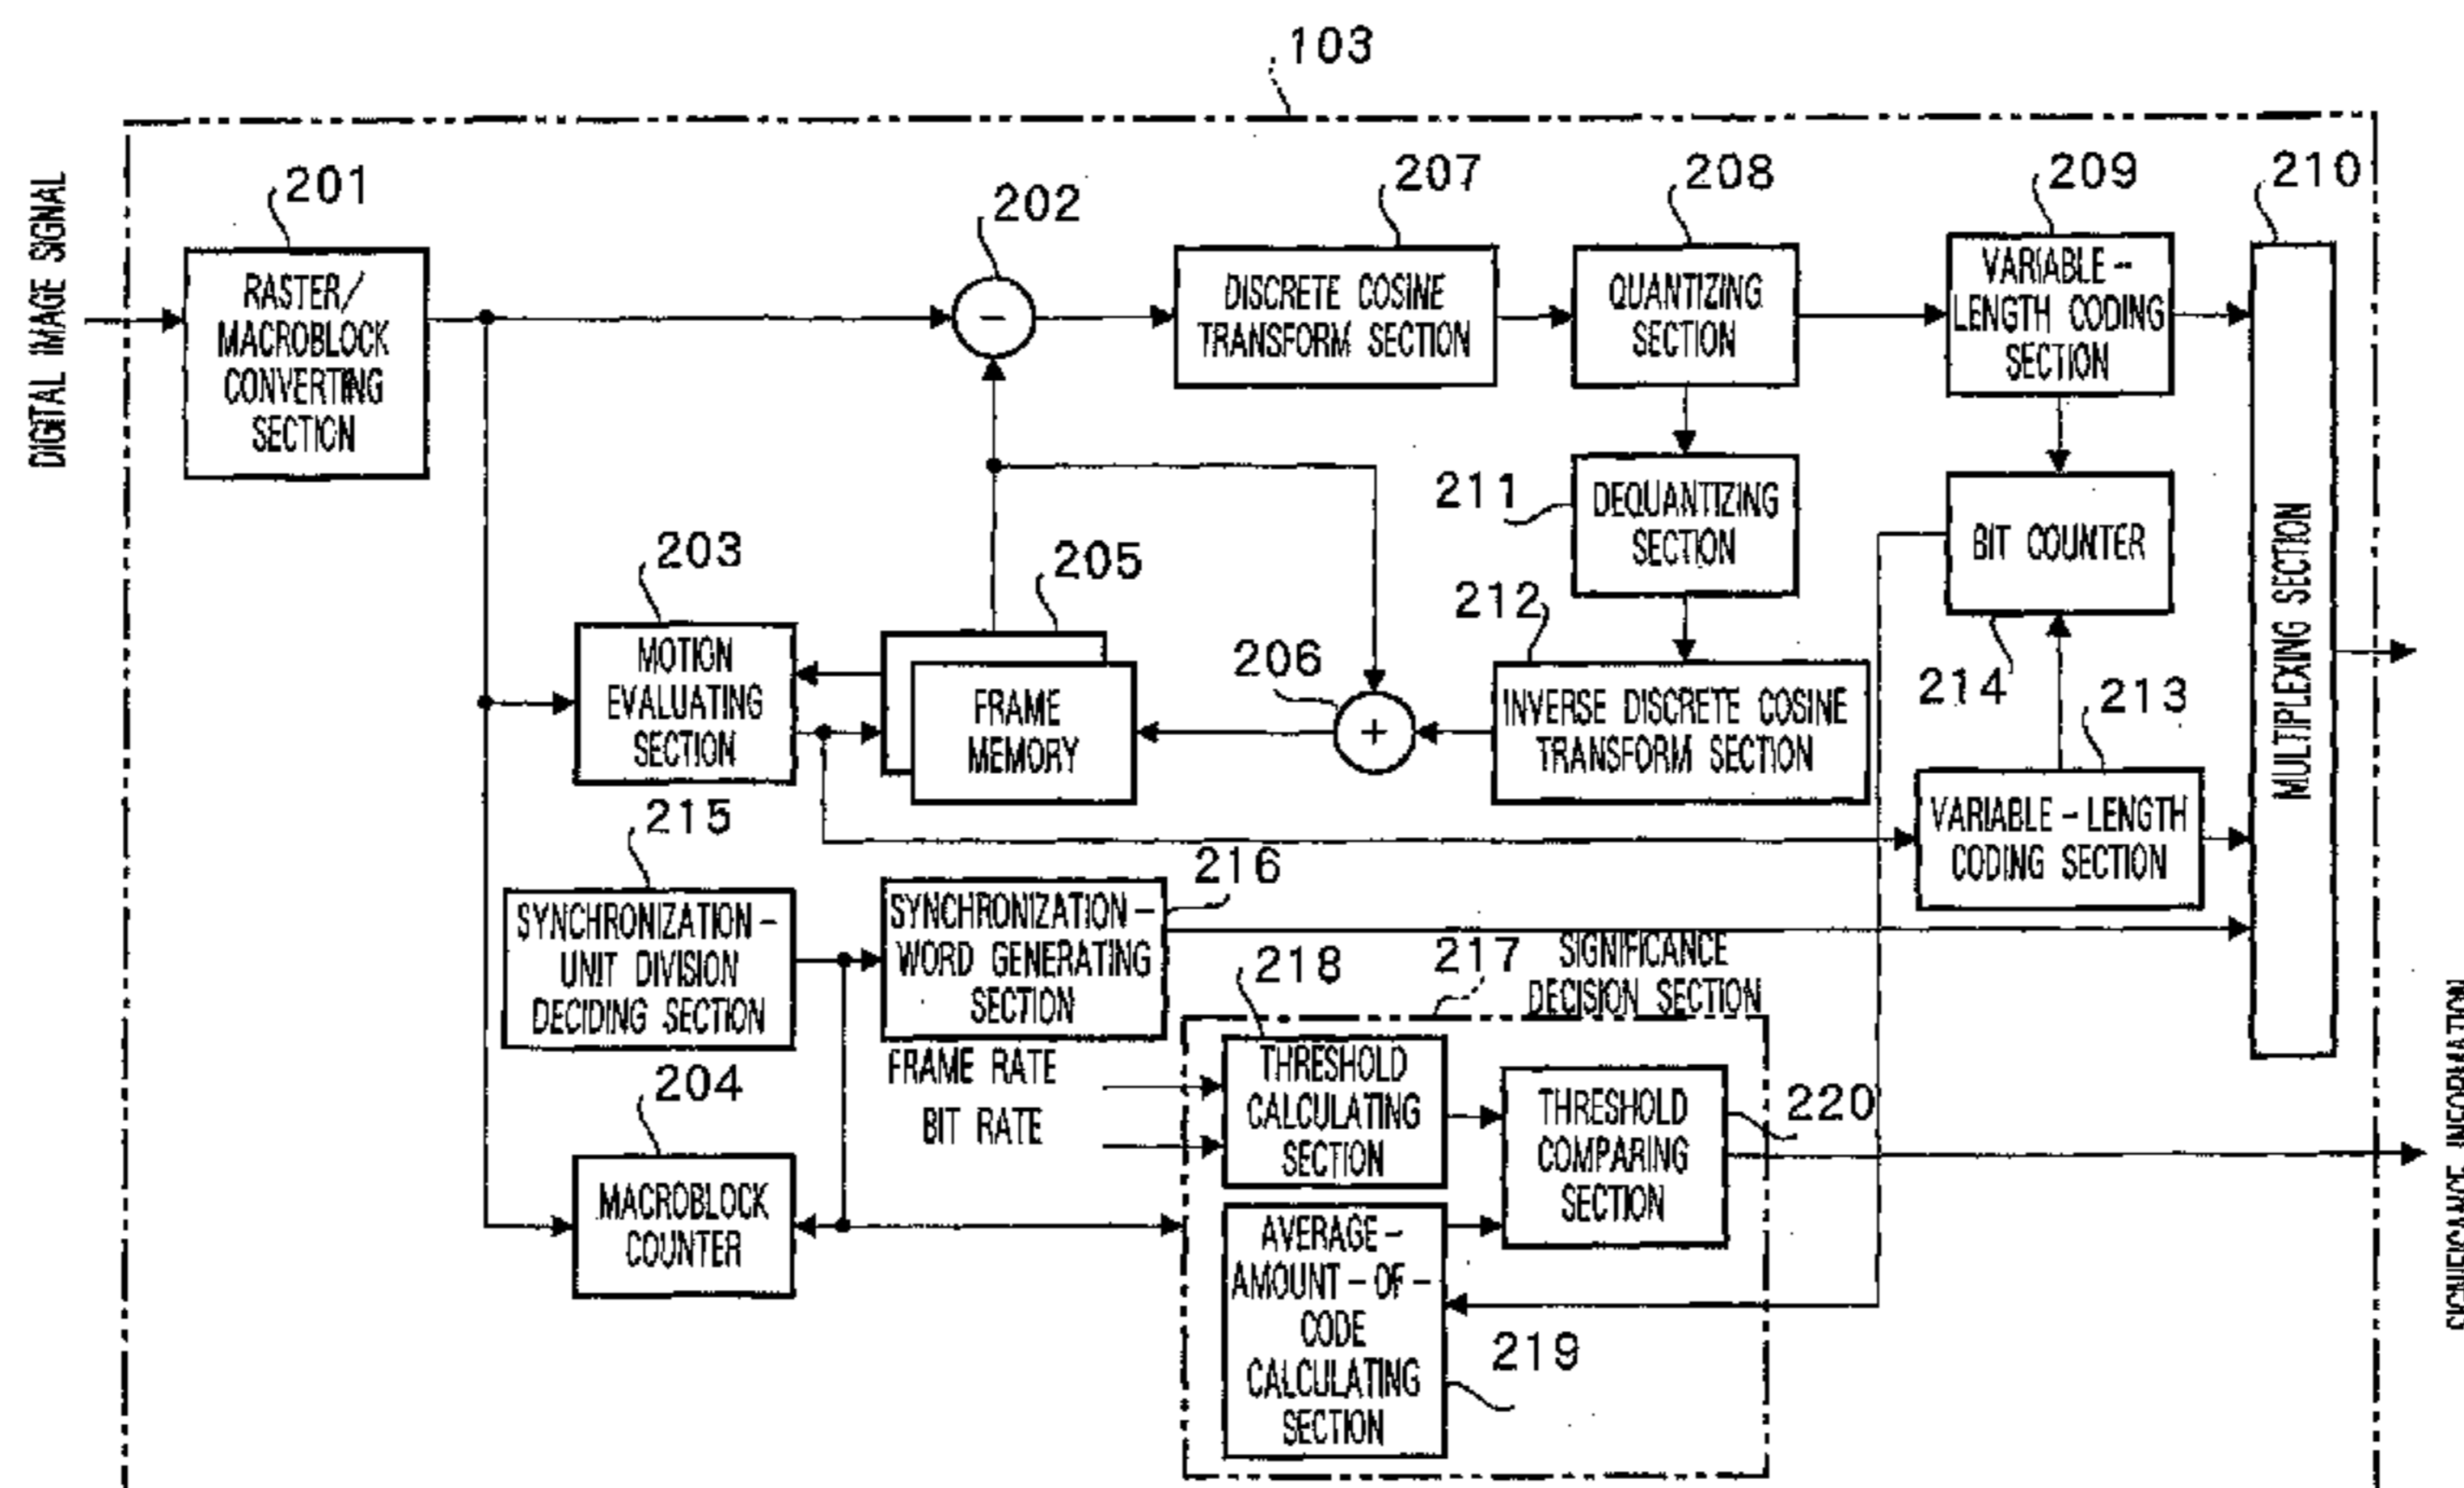 103
DIGITAL IMAGE SIGNAL
201
RASTER/
MACROBLOCK
CONVERTING
SECTION
202
-
207
DISCRETE COSINE
TRANSFORM SECTION
208
QUANTIZING
SECTION
209
VARIABLE-
LENGTH CODING
SECTION
210
MULTIPLEXING SECTION
211
DEQUANTIZING
SECTION
BIT COUNTER
214
203
MOTION
EVALUATING
SECTION
205
FRAME
MEMORY
206
+
212
INVERSE DISCRETE COSINE
TRANSFORM SECTION
213
VARIABLE-LENGTH
CODING SECTION
215
SYNCHRONIZATION-
UNIT DIVISION
DECIDING SECTION
216
SYNCHRONIZATION-
WORD GENERATING
SECTION
217
SIGNIFICANCE
DECISION SECTION
218
THRESHOLD
CALCULATING
SECTION
FRAME RATE
BIT RATE
220
THRESHOLD
COMPARING
SECTION
204
MACROBLOCK
COUNTER
AVERAGE-
AMOUNT-OF-
CODE
CALCULATING
SECTION
219
SIGNIFICANCE INFORMATION